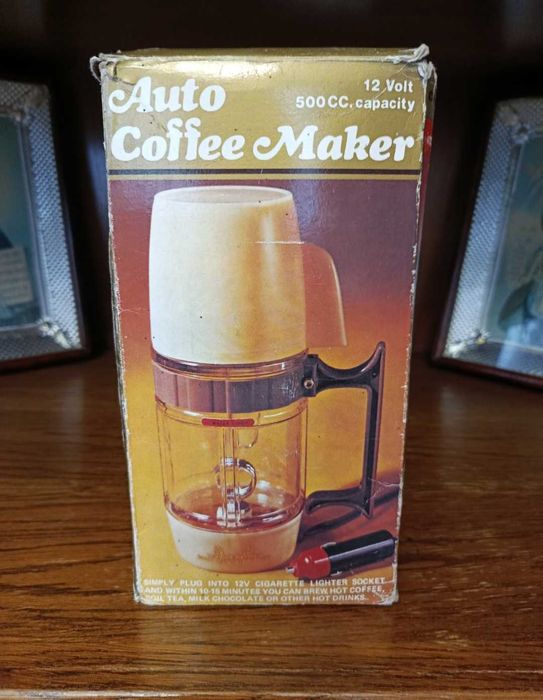 Auto
Coffee Maker
12 Volt
500CC. capacity
SIMPLY PLUG INTO 12V CIGARETTE LIGHTER SOCKET
AND WITHIN 10-15 MINUTES YOU CAN BREW HOT COFFEE,
BOIL TEA, MILK CHOCOLATE OR OTHER HOT DRINKS.